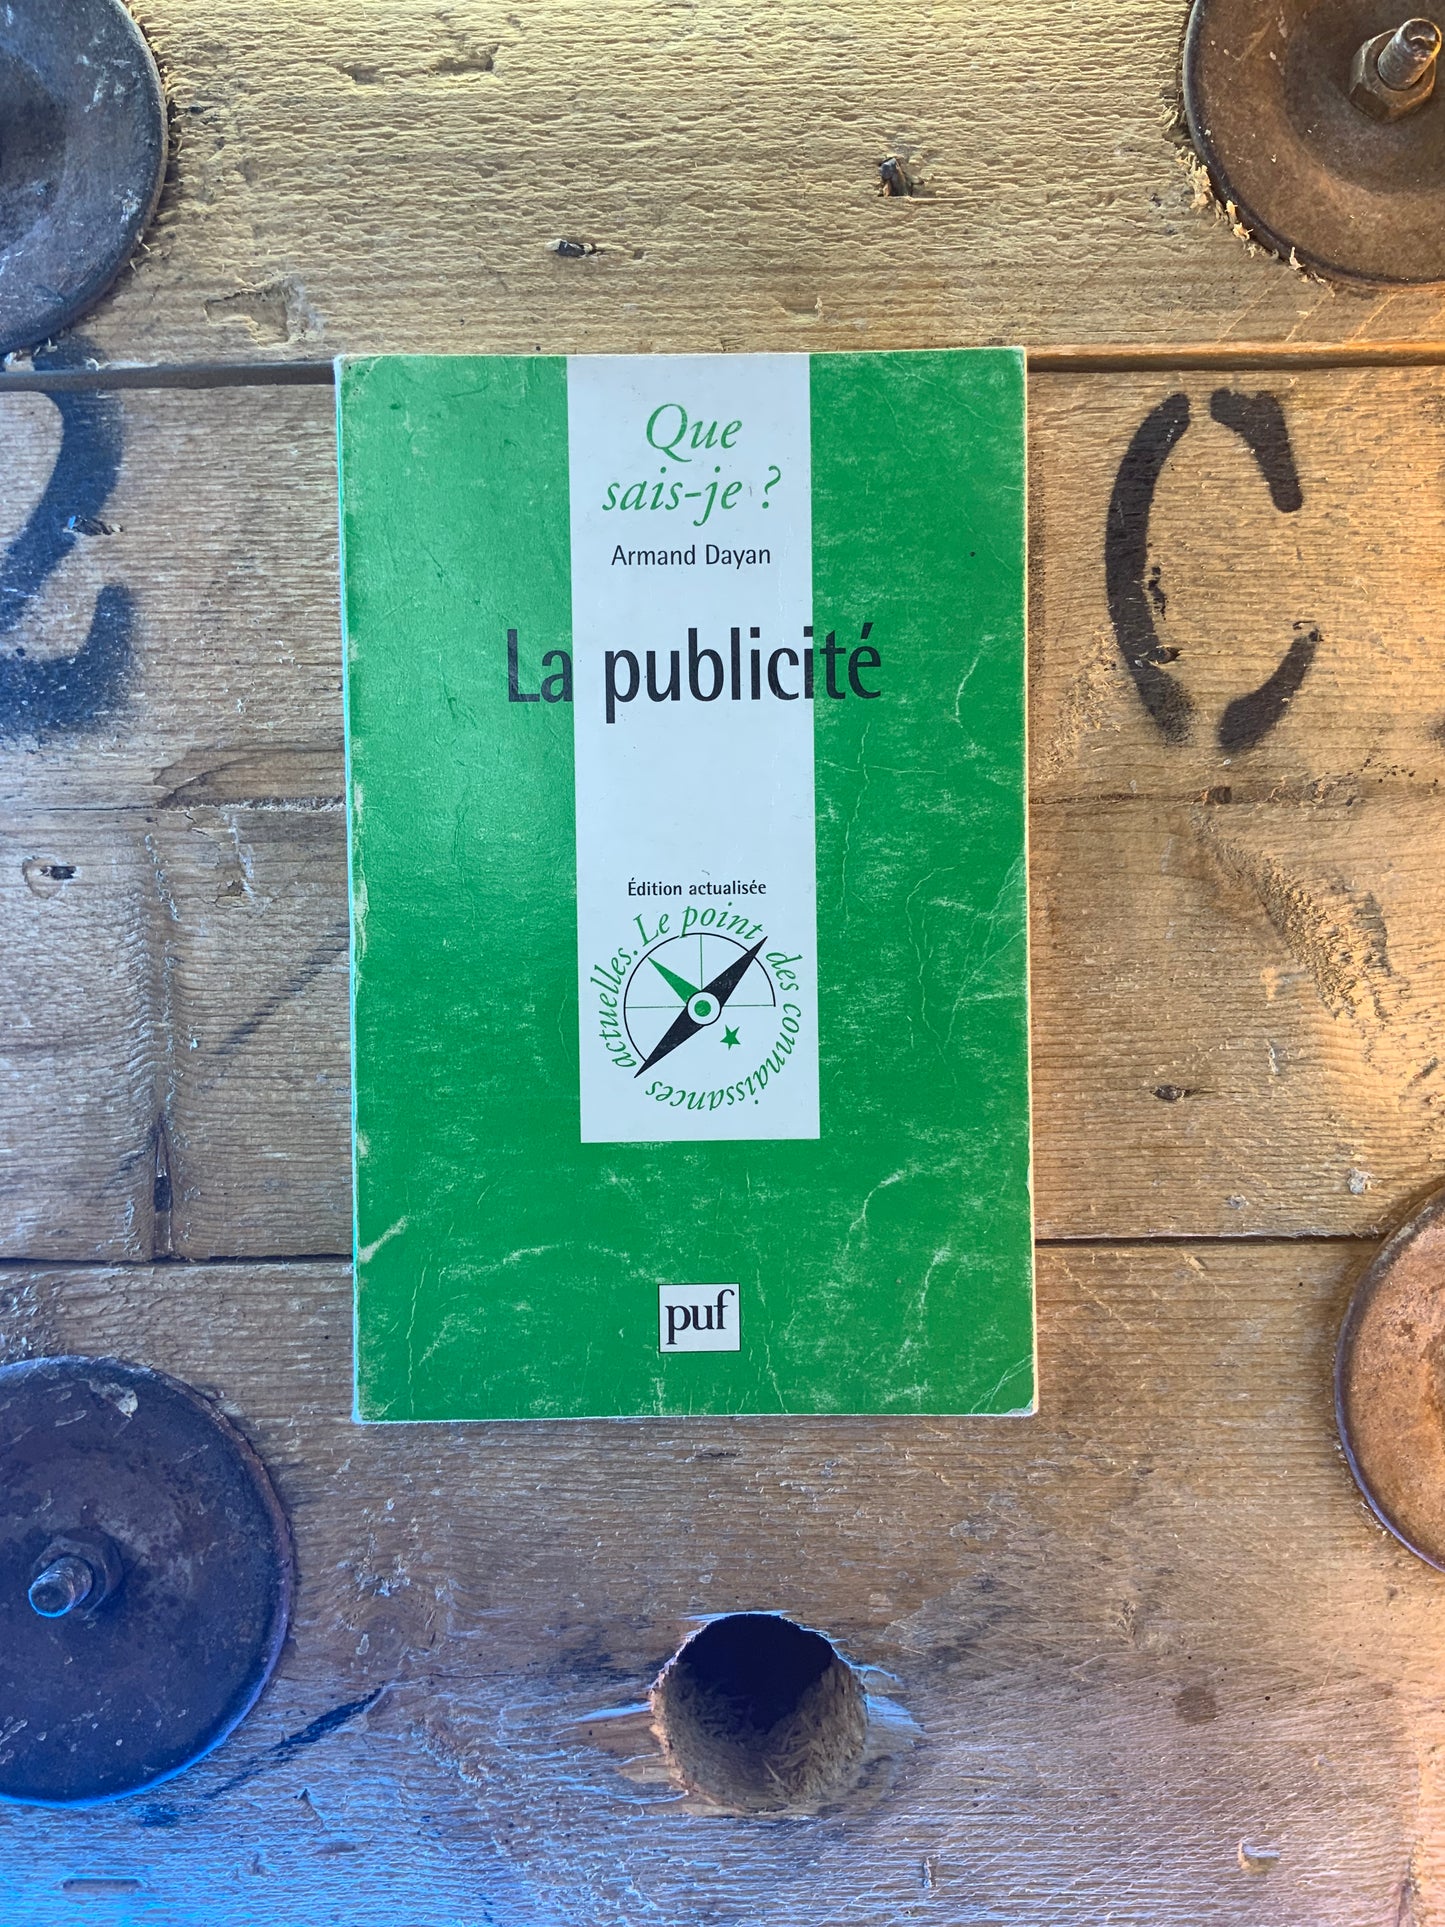 Que
sais-je ?
Armand Dayan
La publicité
Édition actualisée
Le point des connaissances actuelles.
puf
C